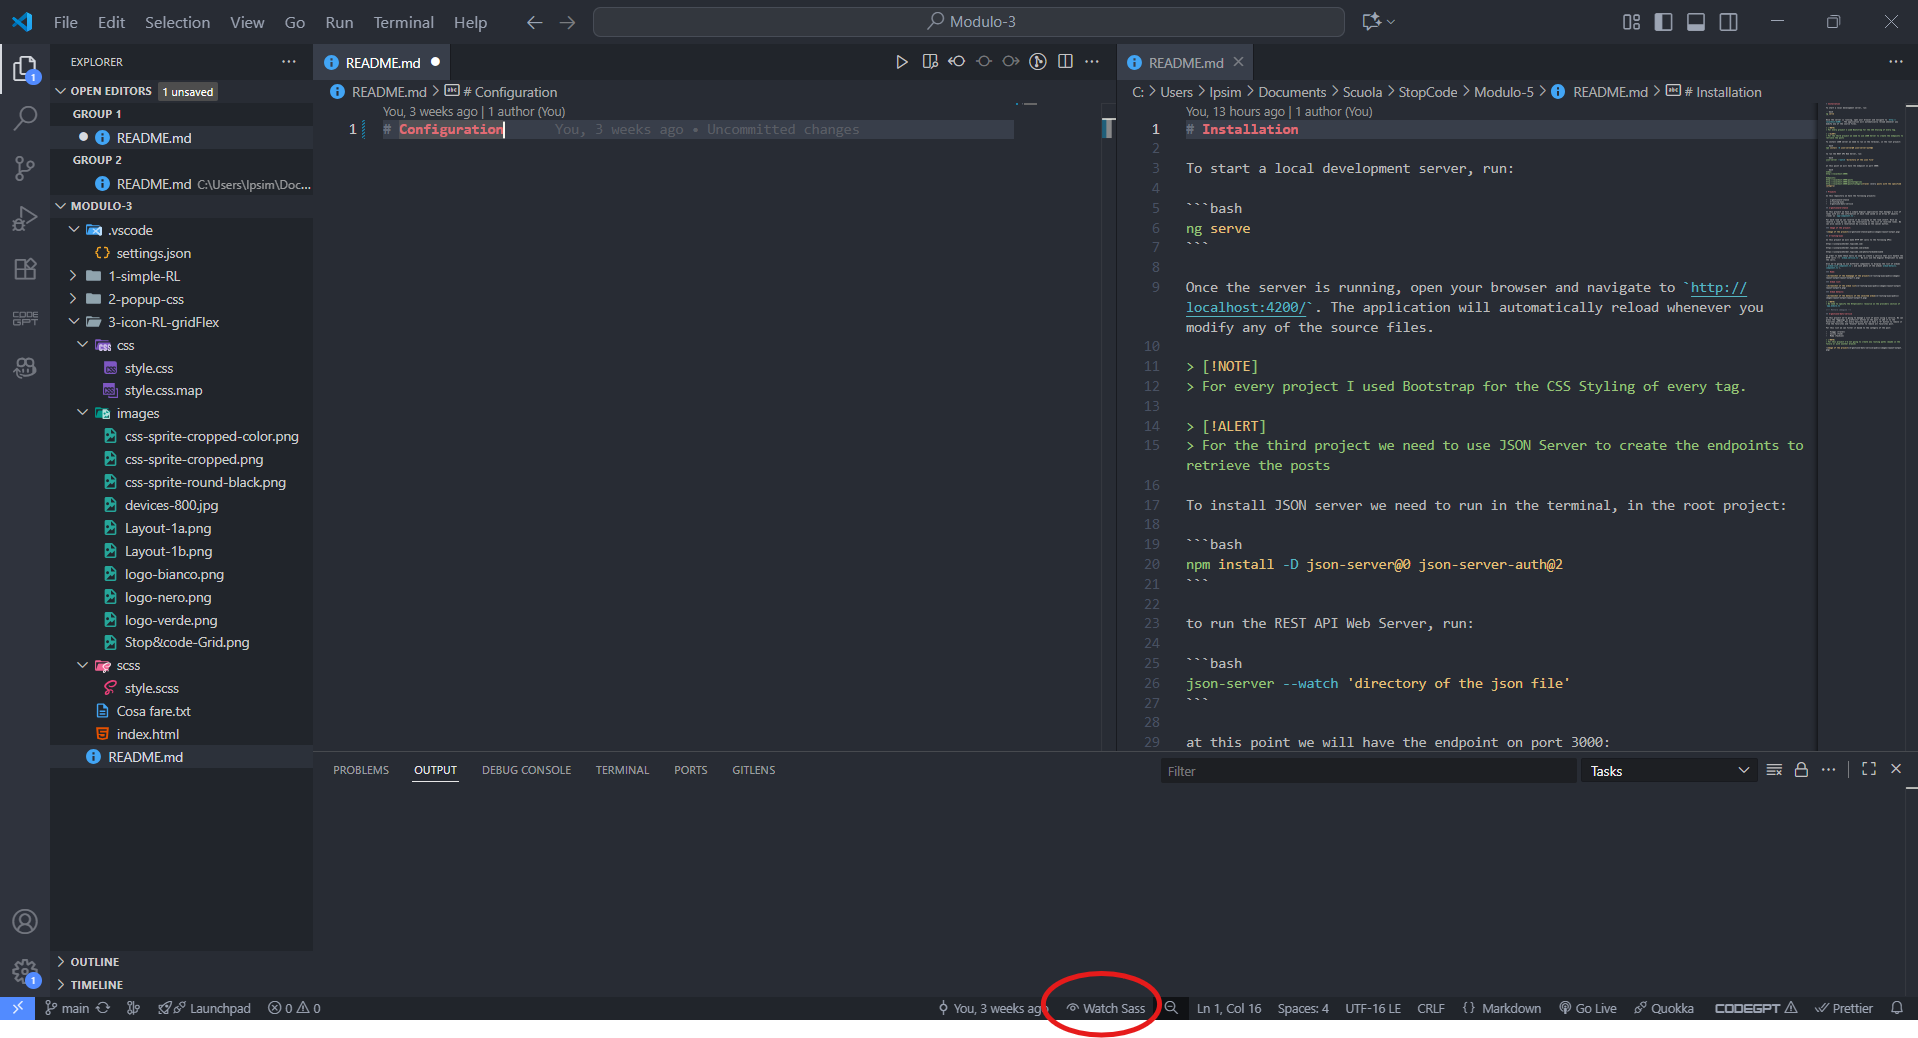 File Edit Selection View Go Run Terminal Help
Modulo-3
EXPLORER
OPEN EDITORS 1 unsaved
GROUP 1
README.md
GROUP 2
README.md C:\Users\Ipsim\Doc...
MODULO-3
.vscode
settings.json
1-simple-RL
2-popup-css
3-icon-RL-gridFlex
css
style.css
style.css.map
images
css-sprite-cropped-color.png
css-sprite-cropped.png
css-sprite-round-black.png
devices-800.jpg
Layout-1a.png
Layout-1b.png
logo-bianco.png
logo-nero.png
logo-verde.png
Stop&code-Grid.png
scss
style.scss
Cosa fare.txt
index.html
README.md
OUTLINE
TIMELINE
README.md
README.md > # Configuration
You, 3 weeks ago | 1 author (You)
1 # Configuration You, 3 weeks ago • Uncommitted changes
README.md
C: > Users > Ipsim > Documents > Scuola > StopCode > Modulo-5 > README.md > # Installation
You, 13 hours ago | 1 author (You)
1 # Installation
2
3 To start a local development server, run:
4
5 ```bash
6 ng serve
7 ```
8
9 Once the server is running, open your browser and navigate to `http://
localhost:4200/`. The application will automatically reload whenever you
modify any of the source files.
10
11 > [!NOTE]
12 > For every project I used Bootstrap for the CSS Styling of every tag.
13
14 > [!ALERT]
15 > For the third project we need to use JSON Server to create the endpoints to
retrieve the posts
16
17 To install JSON server we need to run in the terminal, in the root project:
18
19 ```bash
20 npm install -D json-server@0 json-server-auth@2
21 ```
22
23 to run the REST API Web Server, run:
24
25 ```bash
26 json-server --watch 'directory of the json file'
27 ```
28
29 at this point we will have the endpoint on port 3000:
PROBLEMS OUTPUT DEBUG CONSOLE TERMINAL PORTS GITLENS
Filter
Tasks
main Launchpad 0 0
You, 3 weeks ago Watch Sass Ln 1, Col 16 Spaces: 4 UTF-16 LE CRLF {} Markdown Go Live Quokka CODEGPT Prettier